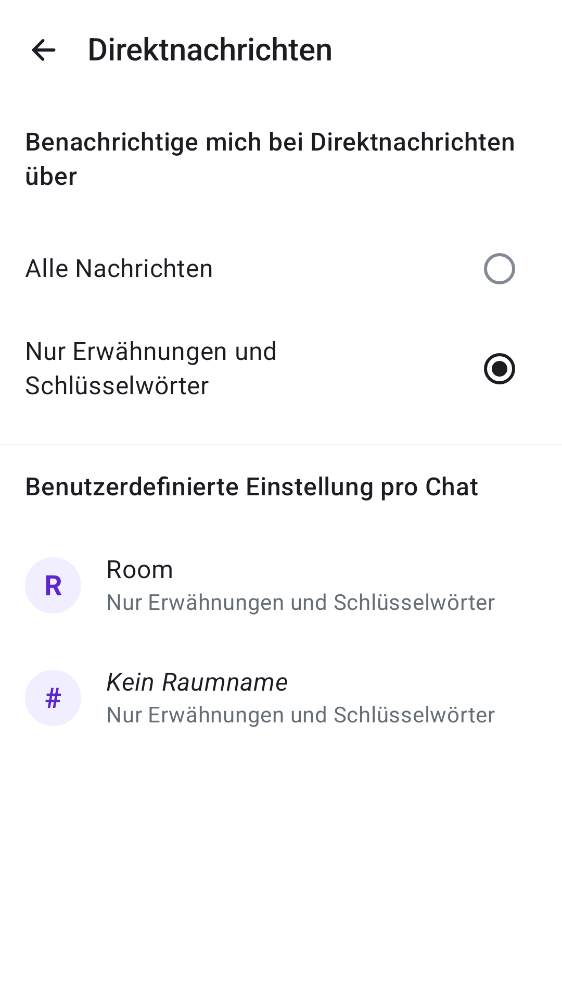 Direktnachrichten
Benachrichtige mich bei Direktnachrichten
über
Alle Nachrichten
Nur Erwähnungen und
Schlüsselwörter
Benutzerdefinierte Einstellung pro Chat
R
Room
Nur Erwähnungen und Schlüsselwörter
#
Kein Raumname
Nur Erwähnungen und Schlüsselwörter